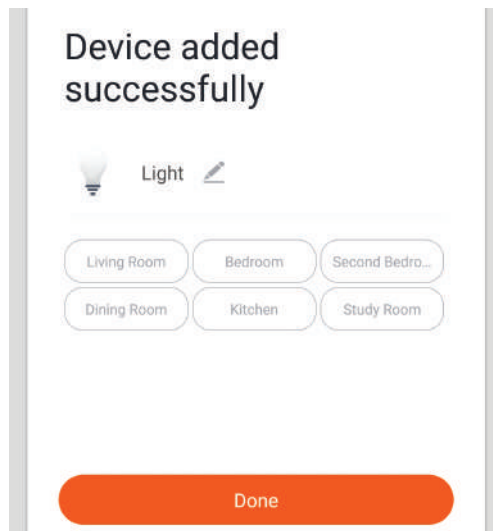 Device added
successfully
Light
Living Room Bedroom Second Bedro...
Dining Room Kitchen Study Room
Done